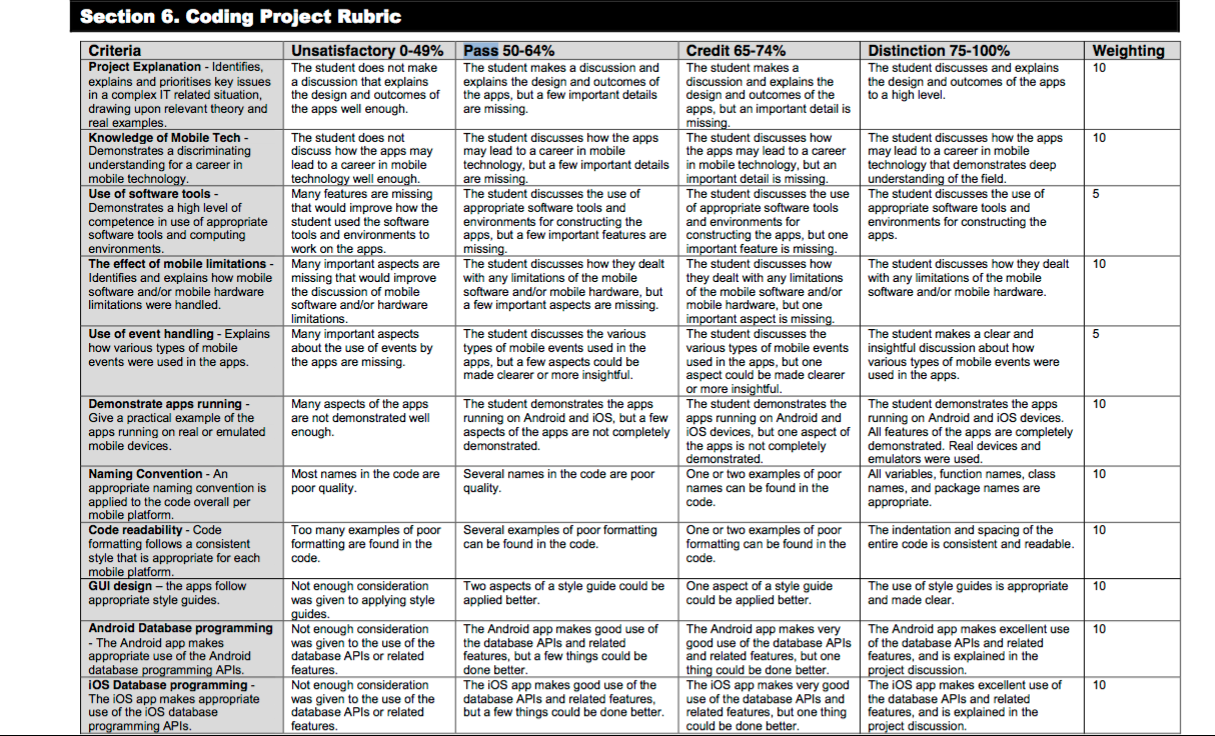 Section 6. Coding Project Rubric
Criteria Unsatisfactory 0-49% Pass 50-64% Credit 65-74% Distinction 75-100% Weighting
Project Explanation - Identifies,
explains and prioritises key issues
in a complex IT related situation,
drawing upon relevant theory and
real examples.
The student does not make
a discussion that explains
the design and outcomes of
the apps well enough.
The student makes a discussion and
explains the design and outcomes of
the apps, but a few important details
are missing.
The student makes a
discussion and explains the
design and outcomes of the
apps, but an important detail is
missing.
The student discusses and explains
the design and outcomes of the apps
to a high level.
10
Knowledge of Mobile Tech -
Demonstrates a discriminating
understanding for a career in
mobile technology.
The student does not
discuss how the apps may
lead to a career in mobile
technology well enough.
The student discusses how the apps
may lead to a career in mobile
technology, but a few important details
are missing.
The student discusses how
the apps may lead to a career
in mobile technology, but an
important detail is missing.
The student discusses how the apps
may lead to a career in mobile
technology that demonstrates deep
understanding of the field.
10
Use of software tools -
Demonstrates a high level of
competence in use of appropriate
software tools and computing
environments.
Many features are missing
that would improve how the
student used the software
tools and environments to
work on the apps.
The student discusses the use of
appropriate software tools and
environments for constructing the
apps, but a few important features are
missing.
The student discusses the use
of appropriate software tools
and environments for
constructing the apps, but one
important feature is missing.
The student discusses the use of
appropriate software tools and
environments for constructing the
apps.
5
The effect of mobile limitations -
Identifies and explains how mobile
software and/or mobile hardware
limitations were handled.
Many important aspects are
missing that would improve
the discussion of mobile
software and/or hardware
limitations.
The student discusses how they dealt
with any limitations of the mobile
software and/or mobile hardware, but
a few important aspects are missing.
The student discusses how
they dealt with any limitations
of the mobile software and/or
mobile hardware, but one
important aspect is missing.
The student discusses how they dealt
with any limitations of the mobile
software and/or mobile hardware.
10
Use of event handling - Explains
how various types of mobile
events were used in the apps.
Many important aspects
about the use of events by
the apps are missing.
The student discusses the various
types of mobile events used in the
apps, but a few aspects could be
made clearer or more insightful.
The student discusses the
various types of mobile events
used in the apps, but one
aspect could be made clearer
or more insightful.
The student makes a clear and
insightful discussion about how
various types of mobile events were
used in the apps.
5
Demonstrate apps running -
Give a practical example of the
apps running on real or emulated
mobile devices.
Many aspects of the apps
are not demonstrated well
enough.
The student demonstrates the apps
running on Android and iOS, but a few
aspects of the apps are not completely
demonstrated.
The student demonstrates the
apps running on Android and
iOS devices, but one aspect of
the apps is not completely
demonstrated.
The student demonstrates the apps
running on Android and iOS devices.
All features of the apps are completely
demonstrated. Real devices and
emulators were used.
10
Naming Convention - An
appropriate naming convention is
applied to the code overall per
mobile platform.
Most names in the code are
poor quality.
Several names in the code are poor
quality.
One or two examples of poor
names can be found in the
code.
All variables, function names, class
names, and package names are
appropriate.
10
Code readability - Code
formatting follows a consistent
style that is appropriate for each
mobile platform.
Too many examples of poor
formatting are found in the
code.
Several examples of poor formatting
can be found in the code.
One or two examples of poor
formatting can be found in the
code.
The indentation and spacing of the
entire code is consistent and readable.
10
GUI design – the apps follow
appropriate style guides.
Not enough consideration
was given to applying style
guides.
Two aspects of a style guide could be
applied better.
One aspect of a style guide
could be applied better.
The use of style guides is appropriate
and made clear.
10
Android Database programming
- The Android app makes
appropriate use of the Android
database programming APIs.
Not enough consideration
was given to the use of the
database APIs or related
features.
The Android app makes good use of
the database APIs and related
features, but a few things could be
done better.
The Android app makes very
good use of the database APIs
and related features, but one
thing could be done better.
The Android app makes excellent use
of the database APIs and related
features, and is explained in the
project discussion.
10
iOS Database programming -
The iOS app makes appropriate
use of the iOS database
programming APIs.
Not enough consideration
was given to the use of the
database APIs or related
features.
The iOS app makes good use of the
database APIs and related features,
but a few things could be done better.
The iOS app makes very good
use of the database APIs and
related features, but one thing
could be done better.
The iOS app makes excellent use of
the database APIs and related
features, and is explained in the
project discussion.
10